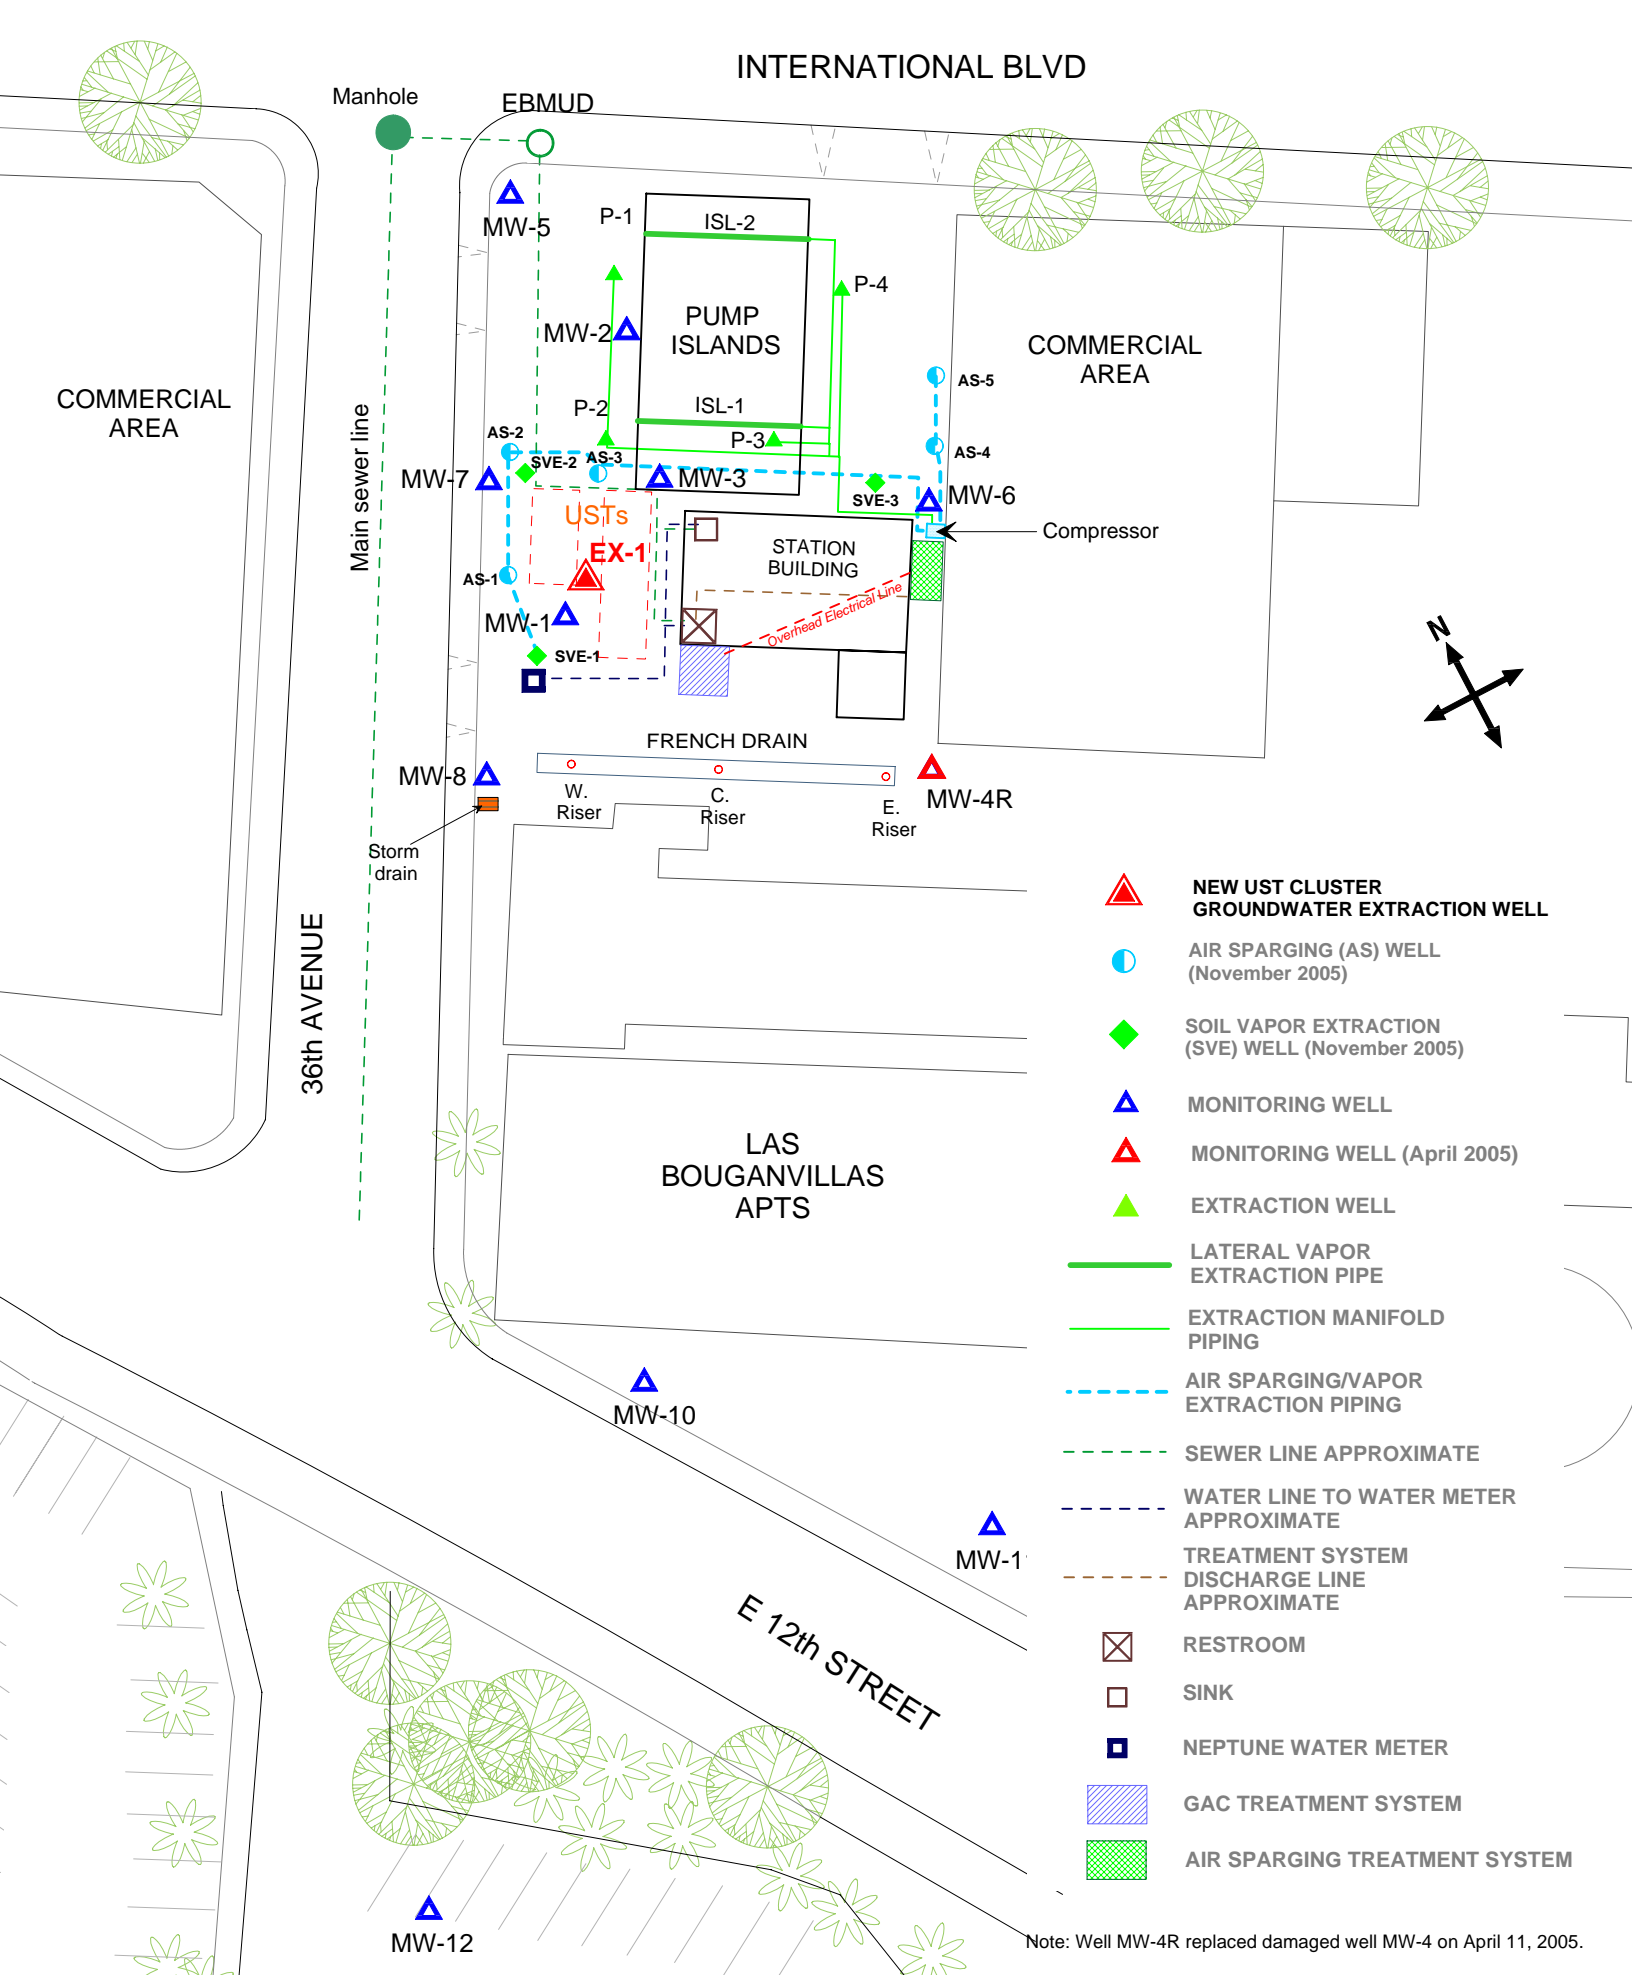 INTERNATIONAL BLVD
Manhole
EBMUD
MW-5
P-1
ISL-2
P-4
PUMP
ISLANDS
MW-2
COMMERCIAL
AREA
COMMERCIAL
AREA
Main sewer line
P-2
ISL-1
P-3
AS-5
AS-4
AS-2
SVE-2
AS-3
MW-7
MW-3
SVE-3
MW-6
USTs
EX-1
STATION
BUILDING
Compressor
AS-1
MW-1
Overhead Electrical Line
SVE-1
N
FRENCH DRAIN
MW-8
W.
Riser
C.
Riser
E.
Riser
MW-4R
Storm
drain
36th AVENUE
LAS
BOUGANVILLAS
APTS
MW-10
MW-1
E 12th STREET
MW-12
NEW UST CLUSTER
GROUNDWATER EXTRACTION WELL
AIR SPARGING (AS) WELL
(November 2005)
SOIL VAPOR EXTRACTION
(SVE) WELL (November 2005)
MONITORING WELL
MONITORING WELL (April 2005)
EXTRACTION WELL
LATERAL VAPOR
EXTRACTION PIPE
EXTRACTION MANIFOLD
PIPING
AIR SPARGING/VAPOR
EXTRACTION PIPING
SEWER LINE APPROXIMATE
WATER LINE TO WATER METER
APPROXIMATE
TREATMENT SYSTEM
DISCHARGE LINE
APPROXIMATE
RESTROOM
SINK
NEPTUNE WATER METER
GAC TREATMENT SYSTEM
AIR SPARGING TREATMENT SYSTEM
Note: Well MW-4R replaced damaged well MW-4 on April 11, 2005.